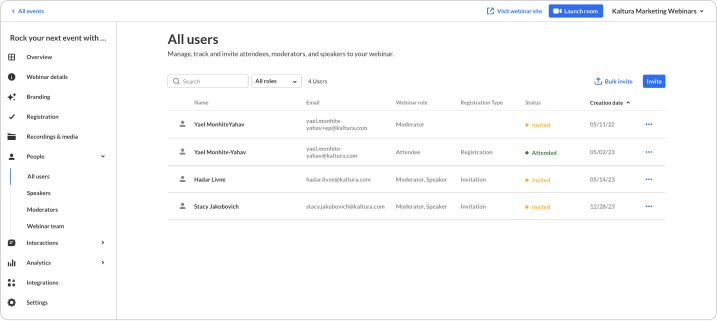 All events
Visit webinar site
Launch room
Kaltura Marketing Webinars
Rock your next event with ...
Overview
Webinar details
Branding
Registration
Recordings & media
People
All users
Speakers
Moderators
Webinar team
Interactions
Analytics
Integrations
Settings
All users
Manage, track and invite attendees, moderators, and speakers to your webinar.
Search
All roles
4 Users
Bulk invite
Invite
Name Email Webinar role Registration Type Status Creation date
Yael MonhiteYahav yael.monhite-yahav+ep@kaltura.com Moderator Invited 05/11/22
Yael Monhite-Yahav yael.monhite-yahav@kaltura.com Attendee Registration Attended 05/02/23
Hadar Livne hadar.livne@kaltura.com Moderator, Speaker Invitation Invited 05/14/23
Stacy Jakobovich stacy.jakobovich@kaltura.com Moderator, Speaker Invitation Invited 12/28/23